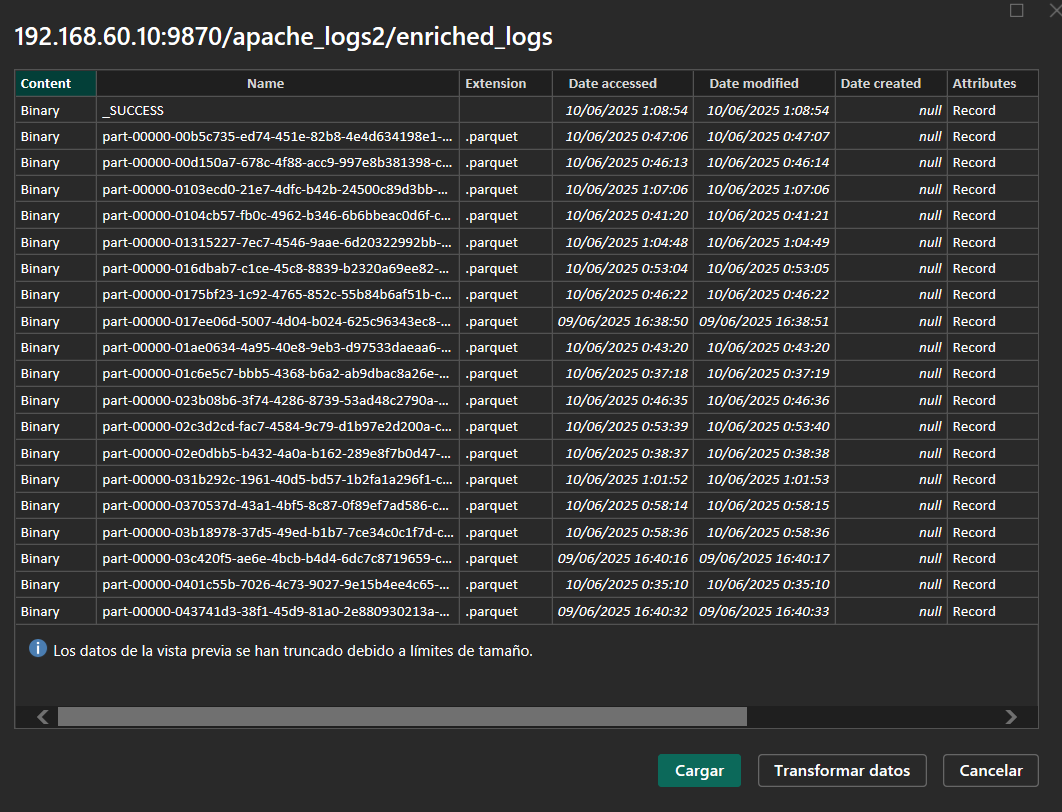 192.168.60.10:9870/apache_logs2/enriched_logs
Content Name Extension Date accessed Date modified Date created Attributes
Binary _SUCCESS 10/06/2025 1:08:54 10/06/2025 1:08:54 null Record
Binary part-00000-00b5c735-ed74-451e-82b8-4e4d634198e1-... .parquet 10/06/2025 0:47:06 10/06/2025 0:47:07 null Record
Binary part-00000-00d150a7-678c-4f88-acc9-997e8b381398-c... .parquet 10/06/2025 0:46:13 10/06/2025 0:46:14 null Record
Binary part-00000-0103ecd0-21e7-4dfc-b42b-24500c89d3bb-... .parquet 10/06/2025 1:07:06 10/06/2025 1:07:06 null Record
Binary part-00000-0104cb57-fb0c-4962-b346-6b6bbeac0d6f-c... .parquet 10/06/2025 0:41:20 10/06/2025 0:41:21 null Record
Binary part-00000-01315227-7ec7-4546-9aae-6d20322992bb-... .parquet 10/06/2025 1:04:48 10/06/2025 1:04:49 null Record
Binary part-00000-016dbab7-c1ce-45c8-8839-b2320a69ee82-... .parquet 10/06/2025 0:53:04 10/06/2025 0:53:05 null Record
Binary part-00000-0175bf23-1c92-4765-852c-55b84b6af51b-c... .parquet 10/06/2025 0:46:22 10/06/2025 0:46:22 null Record
Binary part-00000-017ee06d-5007-4d04-b024-625c96343ec8-... .parquet 09/06/2025 16:38:50 09/06/2025 16:38:51 null Record
Binary part-00000-01ae0634-4a95-40e8-9eb3-d97533daeaa6-... .parquet 10/06/2025 0:43:20 10/06/2025 0:43:20 null Record
Binary part-00000-01c6e5c7-bbb5-4368-b6a2-ab9dbac8a26e-... .parquet 10/06/2025 0:37:18 10/06/2025 0:37:19 null Record
Binary part-00000-023b08b6-3f74-4286-8739-53ad48c2790a-... .parquet 10/06/2025 0:46:35 10/06/2025 0:46:36 null Record
Binary part-00000-02c3d2cd-fac7-4584-9c79-d1b97e2d200a-c... .parquet 10/06/2025 0:53:39 10/06/2025 0:53:40 null Record
Binary part-00000-02e0dbb5-b432-4a0a-b162-289e8f7b0d47-... .parquet 10/06/2025 0:38:37 10/06/2025 0:38:38 null Record
Binary part-00000-031b292c-1961-40d5-bd57-1b2fa1a296f1-c... .parquet 10/06/2025 1:01:52 10/06/2025 1:01:53 null Record
Binary part-00000-0370537d-43a1-4bf5-8c87-0f89ef7ad586-c... .parquet 10/06/2025 0:58:14 10/06/2025 0:58:15 null Record
Binary part-00000-03b18978-37d5-49ed-b1b7-7ce34c0c1f7d-c... .parquet 10/06/2025 0:58:36 10/06/2025 0:58:36 null Record
Binary part-00000-03c420f5-ae6e-4bcb-b4d4-6dc7c8719659-c... .parquet 09/06/2025 16:40:16 09/06/2025 16:40:17 null Record
Binary part-00000-0401c55b-7026-4c73-9027-9e15b4ee4c65-... .parquet 10/06/2025 0:35:10 10/06/2025 0:35:10 null Record
Binary part-00000-043741d3-38f1-45d9-81a0-2e880930213a-... .parquet 09/06/2025 16:40:32 09/06/2025 16:40:33 null Record
Los datos de la vista previa se han truncado debido a límites de tamaño.
Cargar Transformar datos Cancelar